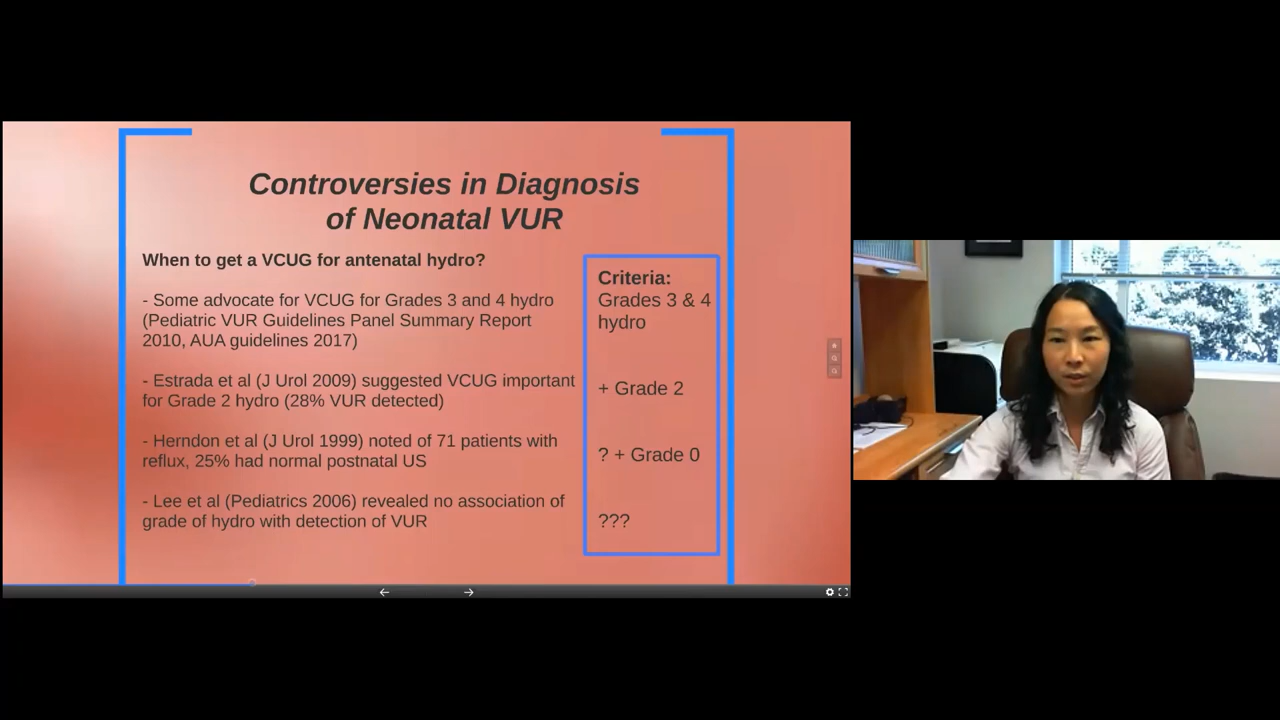 Controversies in Diagnosis
of Neonatal VUR
When to get a VCUG for antenatal hydro?
- Some advocate for VCUG for Grades 3 and 4 hydro
(Pediatric VUR Guidelines Panel Summary Report
2010, AUA guidelines 2017)
- Estrada et al (J Urol 2009) suggested VCUG important
for Grade 2 hydro (28% VUR detected)
- Herndon et al (J Urol 1999) noted of 71 patients with
reflux, 25% had normal postnatal US
- Lee et al (Pediatrics 2006) revealed no association of
grade of hydro with detection of VUR
Criteria:
Grades 3 & 4
hydro
+ Grade 2
? + Grade 0
???